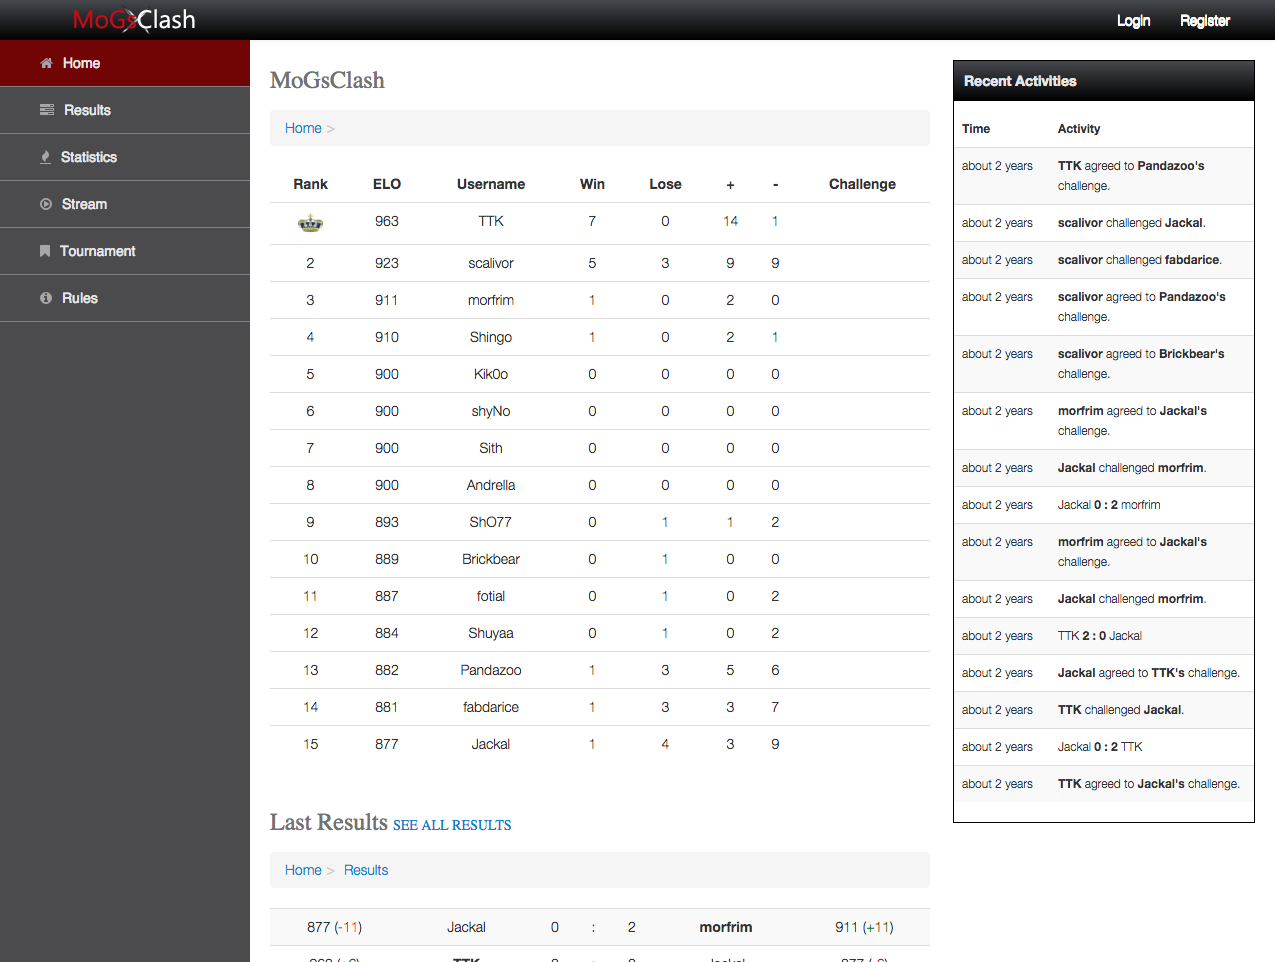 MoGsClash
Login Register
Home
Results
Statistics
Stream
Tournament
Rules
MoGsClash
Home >
Rank ELO Username Win Lose + - Challenge
963 TTK 7 0 14 1
2 923 scalivor 5 3 9 9
3 911 morfrim 1 0 2 0
4 910 Shingo 1 0 2 1
5 900 Kik0o 0 0 0 0
6 900 shyNo 0 0 0 0
7 900 Sith 0 0 0 0
8 900 Andrella 0 0 0 0
9 893 ShO77 0 1 1 2
10 889 Brickbear 0 1 0 0
11 887 fotial 0 1 0 2
12 884 Shuyaa 0 1 0 2
13 882 Pandazoo 1 3 5 6
14 881 fabdarice 1 3 3 7
15 877 Jackal 1 4 3 9
Last Results SEE ALL RESULTS
Home > Results
877 (-11) Jackal 0 : 2 morfrim 911 (+11)
Recent Activities
Time Activity
about 2 years TTK agreed to Pandazoo's
challenge.
about 2 years scalivor challenged Jackal.
about 2 years scalivor challenged fabdarice.
about 2 years scalivor agreed to Pandazoo's
challenge.
about 2 years scalivor agreed to Brickbear's
challenge.
about 2 years morfrim agreed to Jackal's
challenge.
about 2 years Jackal challenged morfrim.
about 2 years Jackal 0 : 2 morfrim
about 2 years morfrim agreed to Jackal's
challenge.
about 2 years Jackal challenged morfrim.
about 2 years TTK 2 : 0 Jackal
about 2 years Jackal agreed to TTK's challenge.
about 2 years TTK challenged Jackal.
about 2 years Jackal 0 : 2 TTK
about 2 years TTK agreed to Jackal's challenge.